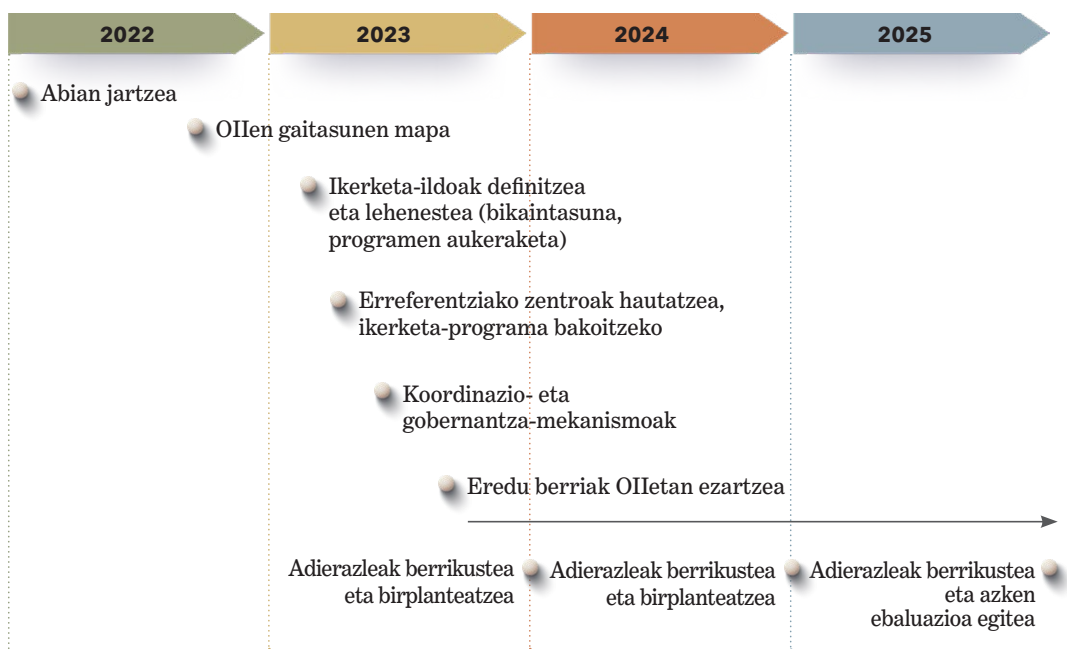 2022
2023
2024
2025
Abian jartzea
OIIen gaitasunen mapa
Ikerketa-ildoak definitzea
eta lehenestea (bikaintasuna,
programen aukeraketa)
Erreferentziako zentroak hautatzea,
ikerketa-programa bakoitzeko
Koordinazio- eta
gobernantza-mekanismoak
Eredu berriak OIIetan ezartzea
Adierazleak berrikustea
eta birplanteatzea
Adierazleak berrikustea
eta birplanteatzea
Adierazleak berrikustea
eta azken
ebaluazioa egitea